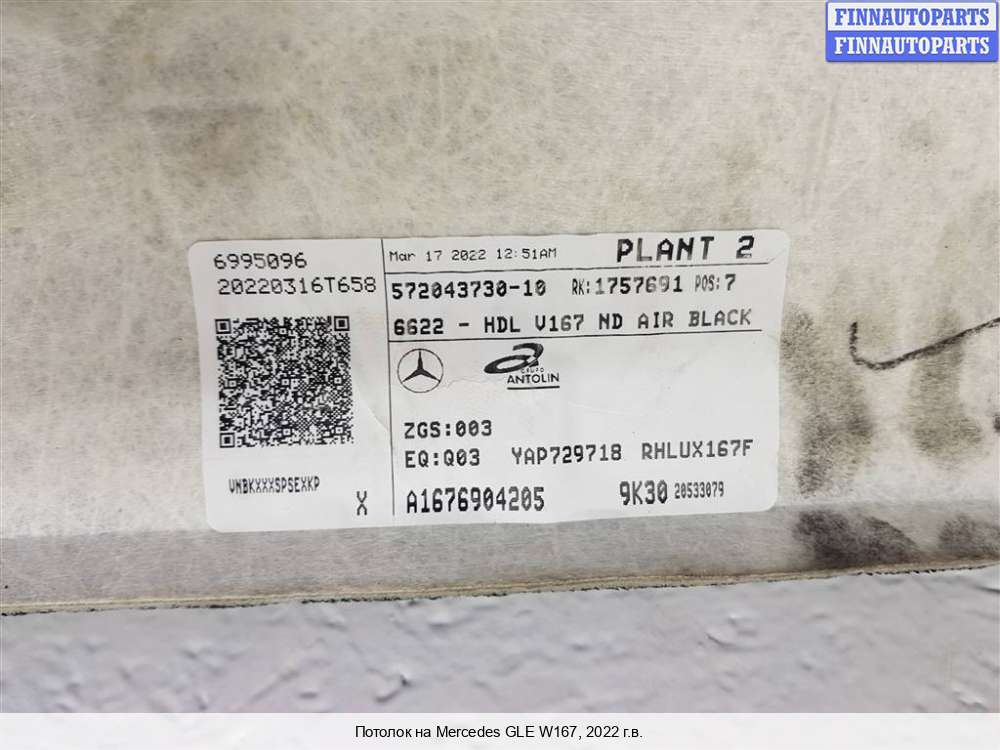 FINNAUTOPARTS
FINNAUTOPARTS
6995096
20220316T658
VNBKXXXSPSEXKP
X
Mar 17 2022 12:51AM
PLANT 2
572043730-10 RK:1757691 POS:7
6622 - HDL V167 ND AIR BLACK
GRUPO
ANTOLIN
ZGS:003
EQ:Q03 YAP729718 RHLUX167F
A1676904205 9K30 20533079
Потолок на Mercedes GLE W167, 2022 г.в.